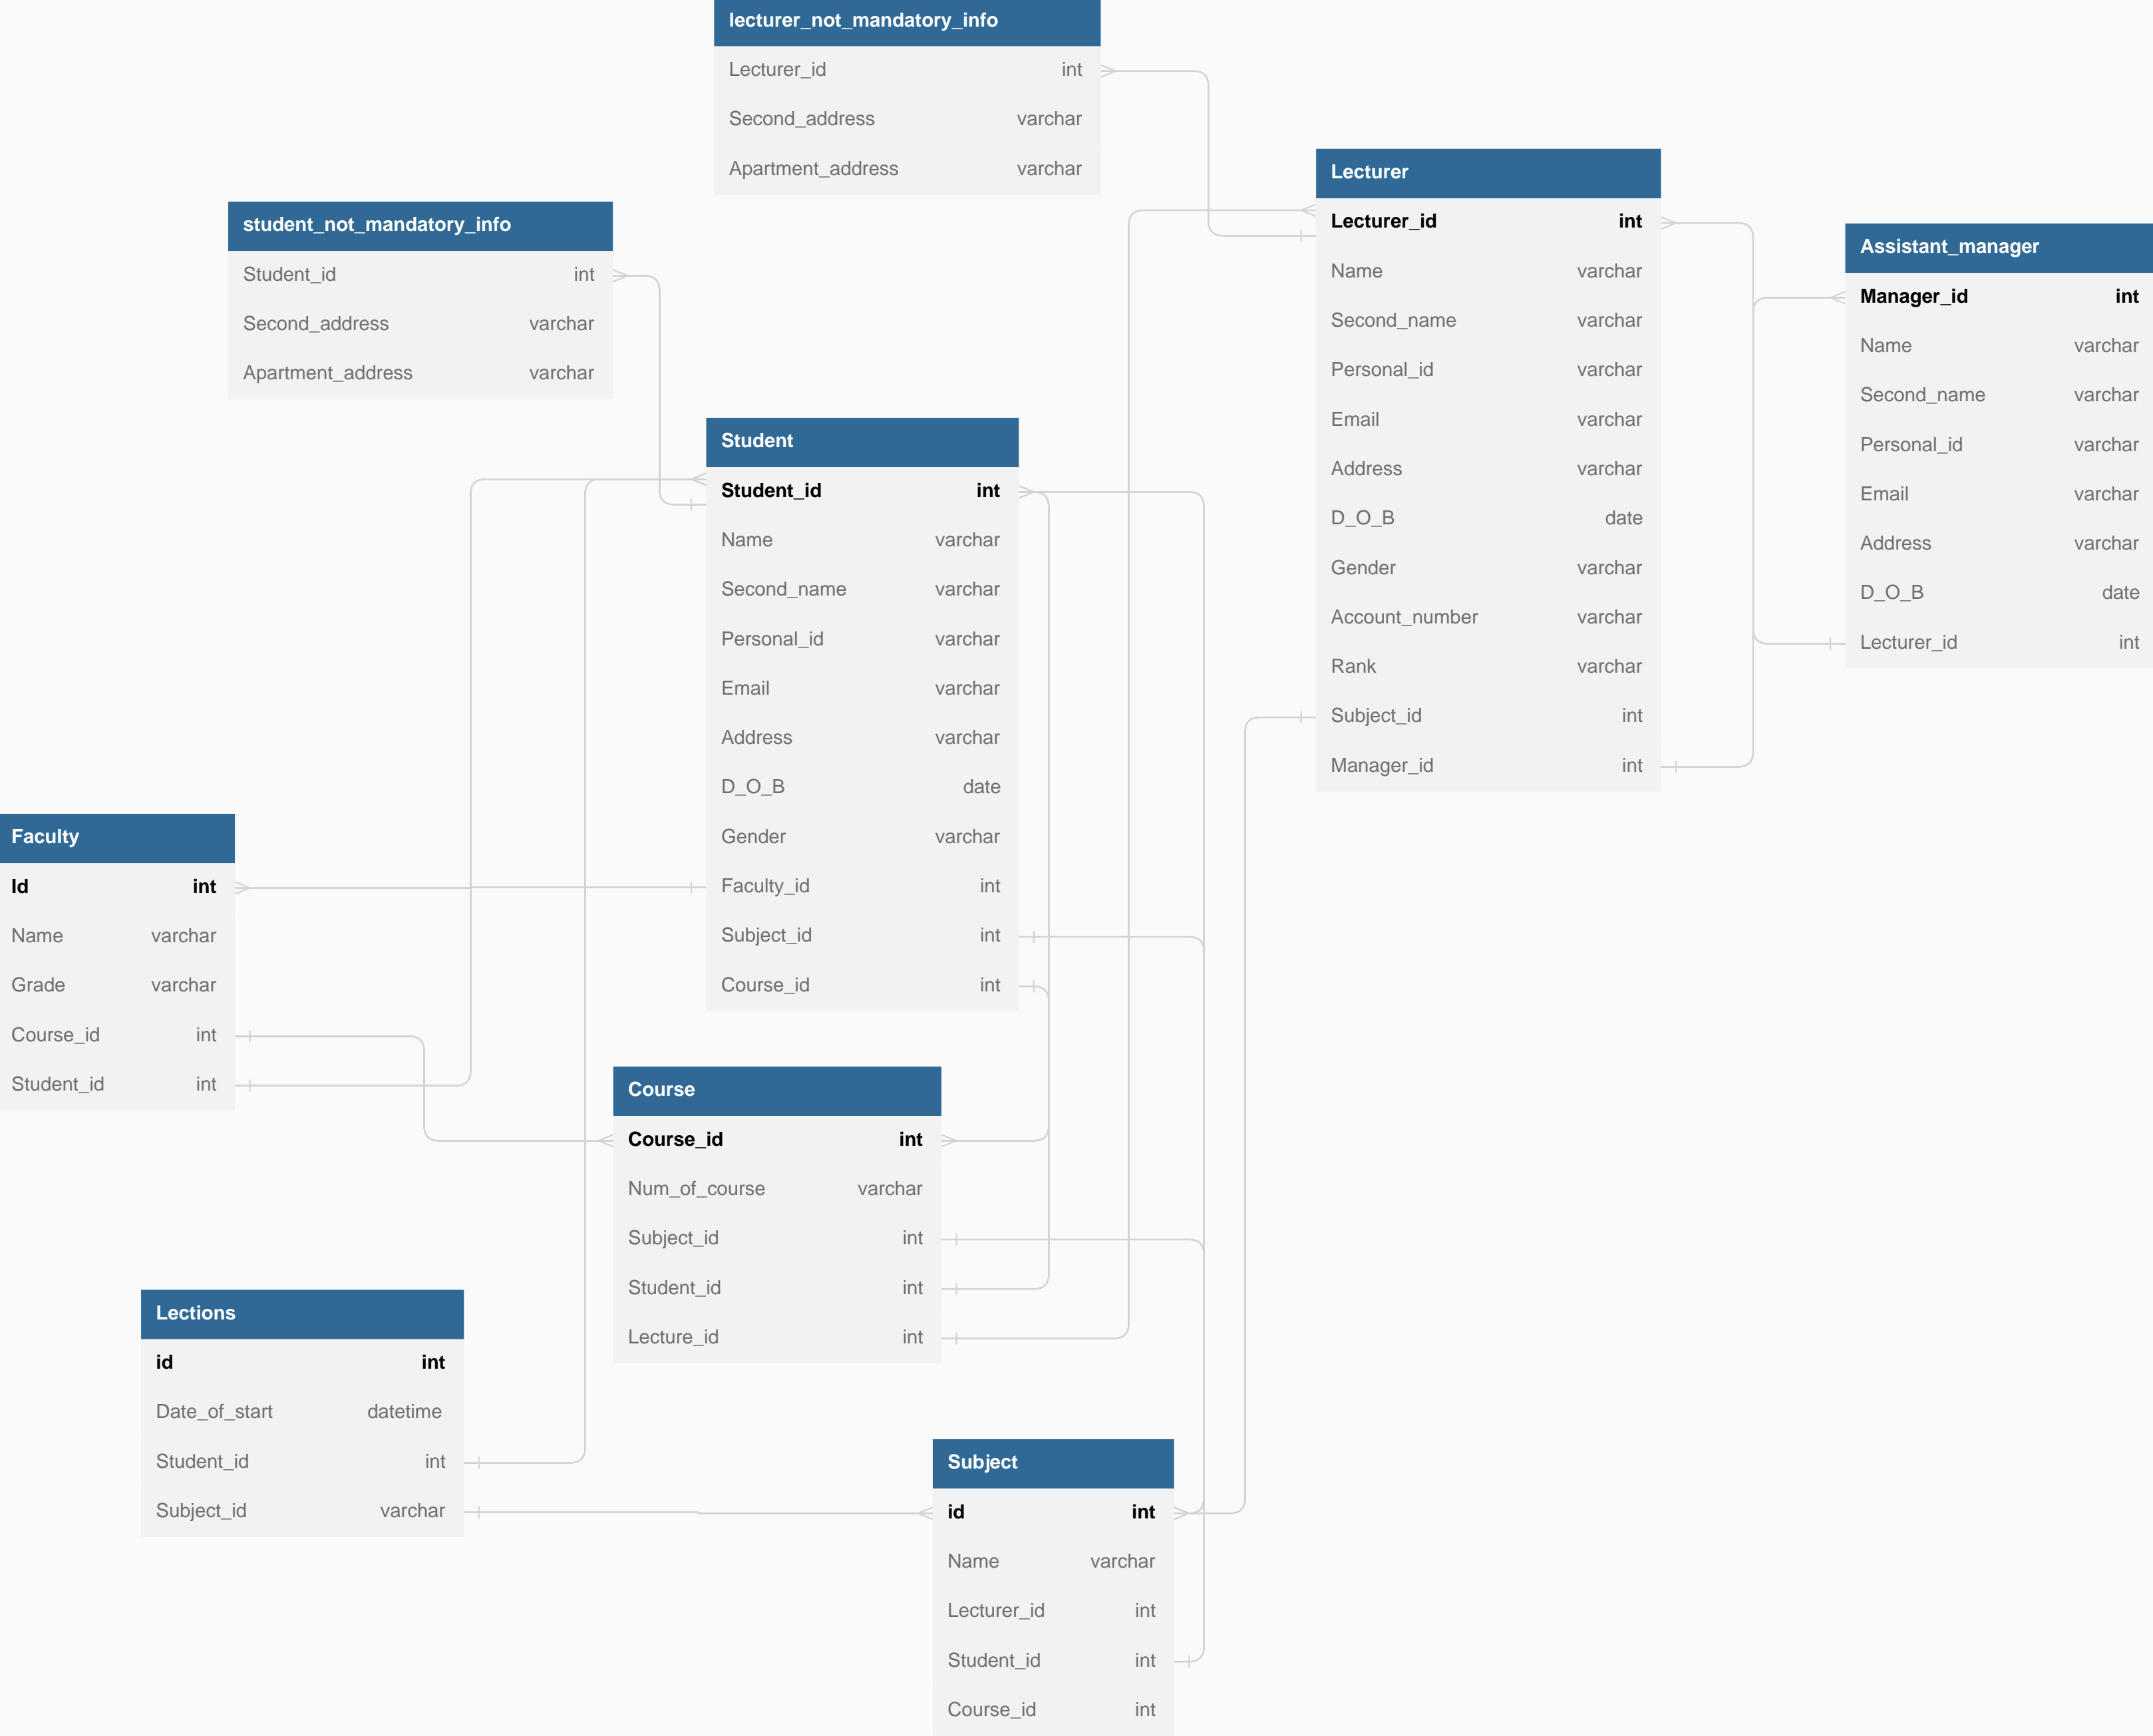 lecturer_not_mandatory_info
Lecturer_id int
Second_address varchar
Apartment_address varchar
student_not_mandatory_info
Student_id int
Second_address varchar
Apartment_address varchar
Lecturer
Lecturer_id int
Name varchar
Second_name varchar
Personal_id varchar
Email varchar
Address varchar
D_O_B date
Gender varchar
Account_number varchar
Rank varchar
Subject_id int
Manager_id int
Assistant_manager
Manager_id int
Name varchar
Second_name varchar
Personal_id varchar
Email varchar
Address varchar
D_O_B date
Lecturer_id int
Student
Student_id int
Name varchar
Second_name varchar
Personal_id varchar
Email varchar
Address varchar
D_O_B date
Gender varchar
Faculty_id int
Subject_id int
Course_id int
Faculty
Id int
Name varchar
Grade varchar
Course_id int
Student_id int
Course
Course_id int
Num_of_course varchar
Subject_id int
Student_id int
Lecture_id int
Lections
id int
Date_of_start datetime
Student_id int
Subject_id varchar
Subject
id int
Name varchar
Lecturer_id int
Student_id int
Course_id int